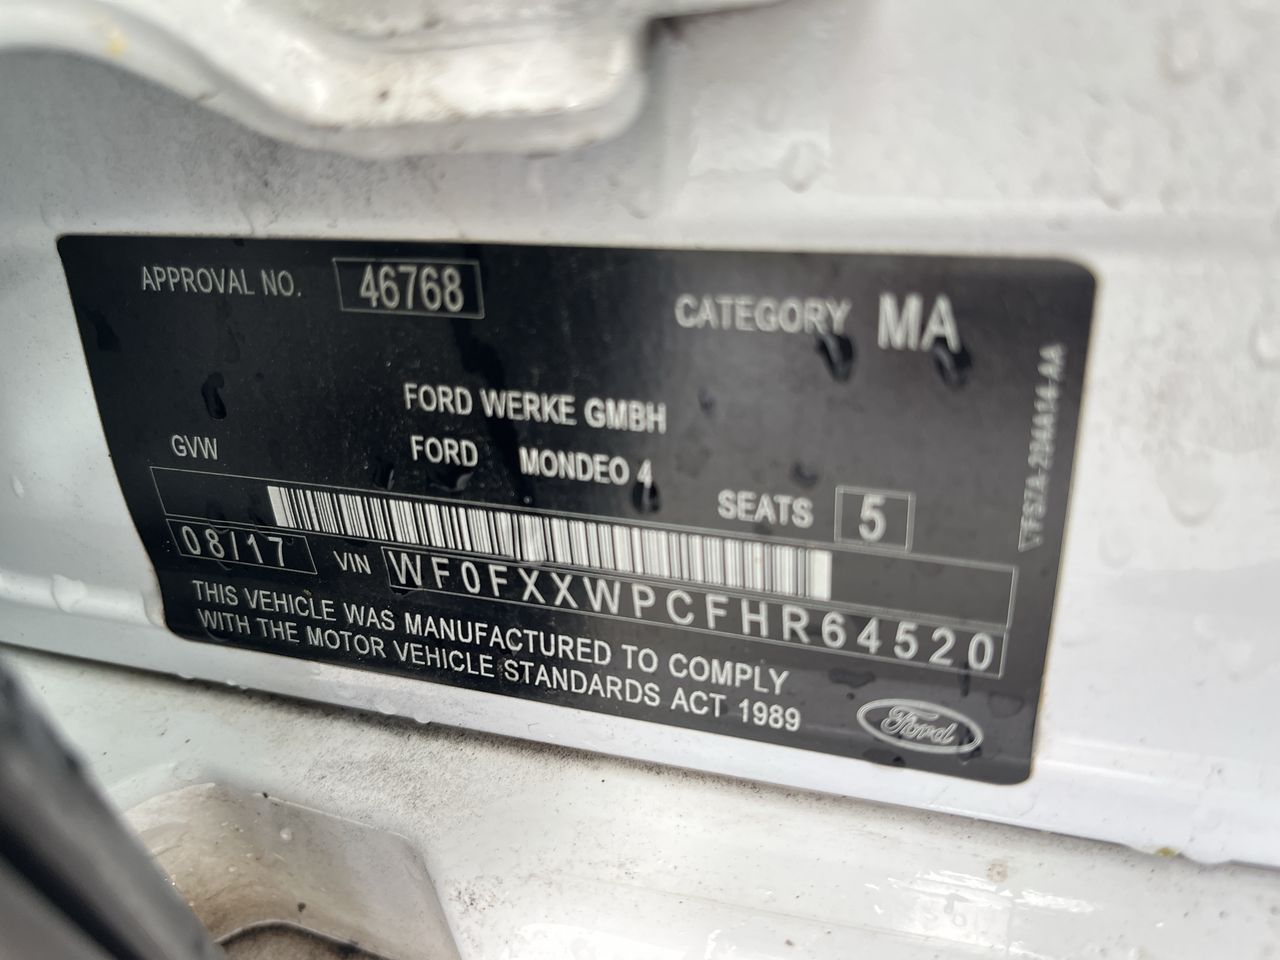 APPROVAL NO. 46768
CATEGORY MA
FORD WERKE GMBH
FORD MONDEO 4
GVW
SEATS 5
08/17 VIN WF0FXXWPCFHR64520
THIS VEHICLE WAS MANUFACTURED TO COMPLY
WITH THE MOTOR VEHICLE STANDARDS ACT 1989
Ford